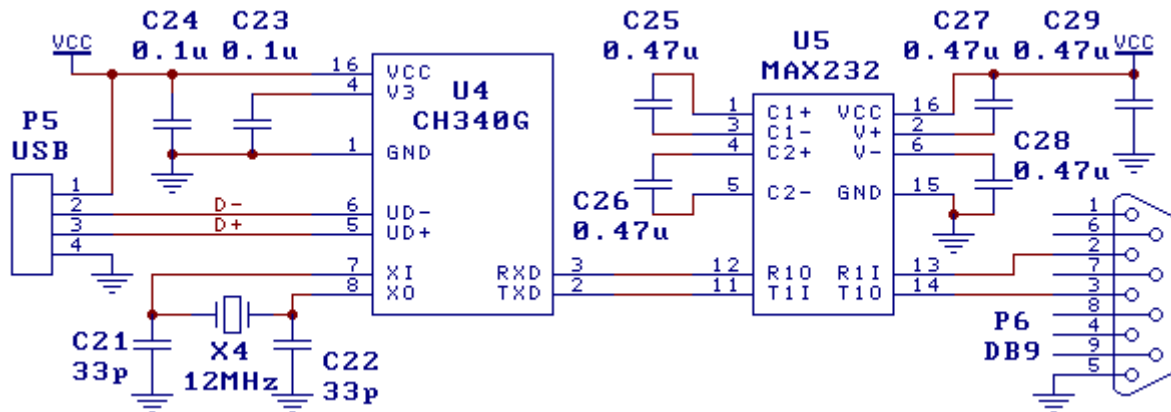 C24 C23 C25 U5 C27 C29
VCC 0.1u 0.1u 0.47u MAX232 0.47u 0.47u VCC
P5
USB
1
2
3
4
D-
D+
U4
CH340G
16 VCC
4 V3
1 GND
6 UD-
5 UD+
7 XI
8 XO
RXD 3
TXD 2
C21
33p
X4
12MHz
C22
33p
C26
0.47u
1 C1+
3 C1-
4 C2+
5 C2-
12 R1O
11 T1I
VCC 16
V+ 2
V- 6
GND 15
R1I 13
T1O 14
C28
0.47u
P6
DB9
1
6
2
7
3
8
4
9
5